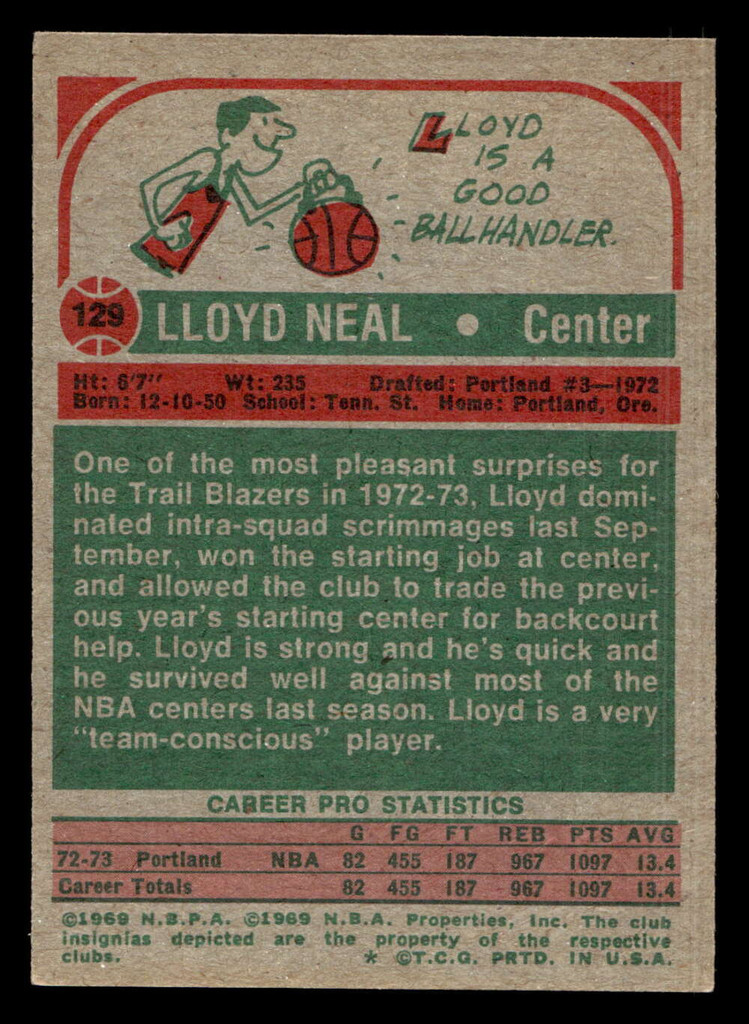 LLOYD
IS A
GOOD
BALLHANDLER.
129 LLOYD NEAL • Center
Ht: 6'7" Wt: 235 Drafted: Portland #3—1972
Born: 12-10-50 School: Tenn. St. Home: Portland, Ore.
One of the most pleasant surprises for
the Trail Blazers in 1972-73, Lloyd domi-
nated intra-squad scrimmages last Sep-
tember, won the starting job at center,
and allowed the club to trade the previ-
ous year's starting center for backcourt
help. Lloyd is strong and he's quick and
he survived well against most of the
NBA centers last season. Lloyd is a very
"team-conscious" player.
CAREER PRO STATISTICS
G FG FT REB PTS AVG
72-73 Portland NBA 82 455 187 967 1097 13.4
Career Totals 82 455 187 967 1097 13.4
©1969 N.B.P.A. ©1969 N.B.A. Properties, Inc. The club
insignias depicted are the property of the respective
clubs. * ©T.C.G. PRTD. IN U.S.A.